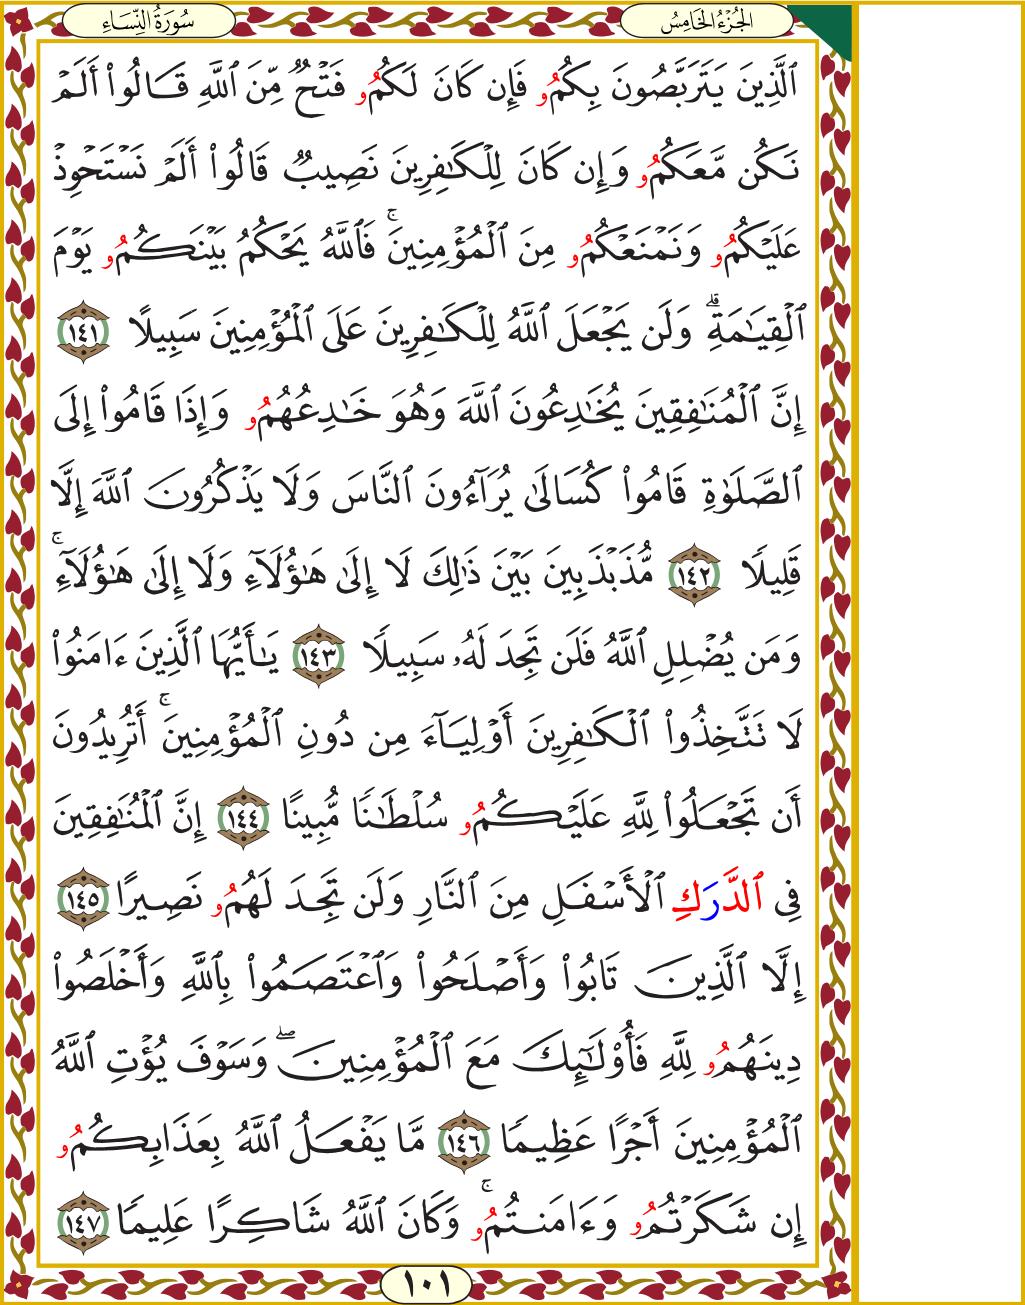 سُورَةُ النِّسَاءِ
الجُزْءُ الخَامِسُ
ٱلَّذِينَ يَتَرَبَّصُونَ بِكُمُۥ فَإِن كَانَ لَكُمُۥ فَتْحٌ مِّنَ ٱللَّهِ قَالُوٓاْ أَلَمْ
نَكُن مَّعَكُمُۥ وَإِن كَانَ لِلْكَٰفِرِينَ نَصِيبٌ قَالُوٓاْ أَلَمْ نَسْتَحْوِذْ
عَلَيْكُمُۥ وَنَمْنَعْكُمُۥ مِنَ ٱلْمُؤْمِنِينَۚ فَٱللَّهُ يَحْكُمُ بَيْنَكُمُۥ يَوْمَ
ٱلْقِيَٰمَةِۗ وَلَن يَجْعَلَ ٱللَّهُ لِلْكَٰفِرِينَ عَلَى ٱلْمُؤْمِنِينَ سَبِيلًا ١٤١
إِنَّ ٱلْمُنَٰفِقِينَ يُخَٰدِعُونَ ٱللَّهَ وَهُوَ خَٰدِعُهُمُۥ وَإِذَا قَامُواْ إِلَى
ٱلصَّلَوٰةِ قَامُواْ كُسَالَىٰ يُرَآءُونَ ٱلنَّاسَ وَلَا يَذْكُرُونَ ٱللَّهَ إِلَّا
قَلِيلًا ١٤٢ مُّذَبْذَبِينَ بَيْنَ ذَٰلِكَ لَا إِلَىٰ هَٰؤُلَآءِ وَلَا إِلَىٰ هَٰؤُلَآءِۚ
وَمَن يُضْلِلِ ٱللَّهُ فَلَن تَجِدَ لَهُۥ سَبِيلًا ١٤٣ يَٰأَيُّهَا ٱلَّذِينَ ءَامَنُواْ
لَا تَتَّخِذُواْ ٱلْكَٰفِرِينَ أَوْلِيَآءَ مِن دُونِ ٱلْمُؤْمِنِينَۚ أَتُرِيدُونَ
أَن تَجْعَلُواْ لِلَّهِ عَلَيْكُمُۥ سُلْطَٰنًا مُّبِينًا ١٤٤ إِنَّ ٱلْمُنَٰفِقِينَ
فِى ٱلدَّرَكِ ٱلْأَسْفَلِ مِنَ ٱلنَّارِ وَلَن تَجِدَ لَهُمُۥ نَصِيرًا ١٤٥
إِلَّا ٱلَّذِينَ تَابُواْ وَأَصْلَحُواْ وَٱعْتَصَمُواْ بِٱللَّهِ وَأَخْلَصُواْ
دِينَهُمُۥ لِلَّهِ فَأُوْلَٰٓئِكَ مَعَ ٱلْمُؤْمِنِينَۖ وَسَوْفَ يُؤْتِ ٱللَّهُ
ٱلْمُؤْمِنِينَ أَجْرًا عَظِيمًا ١٤٦ مَّا يَفْعَلُ ٱللَّهُ بِعَذَابِكُمُۥ
إِن شَكَرْتُمُۥ وَءَامَنتُمُۥۚ وَكَانَ ٱللَّهُ شَاكِرًا عَلِيمًا ١٤٧
١٠١